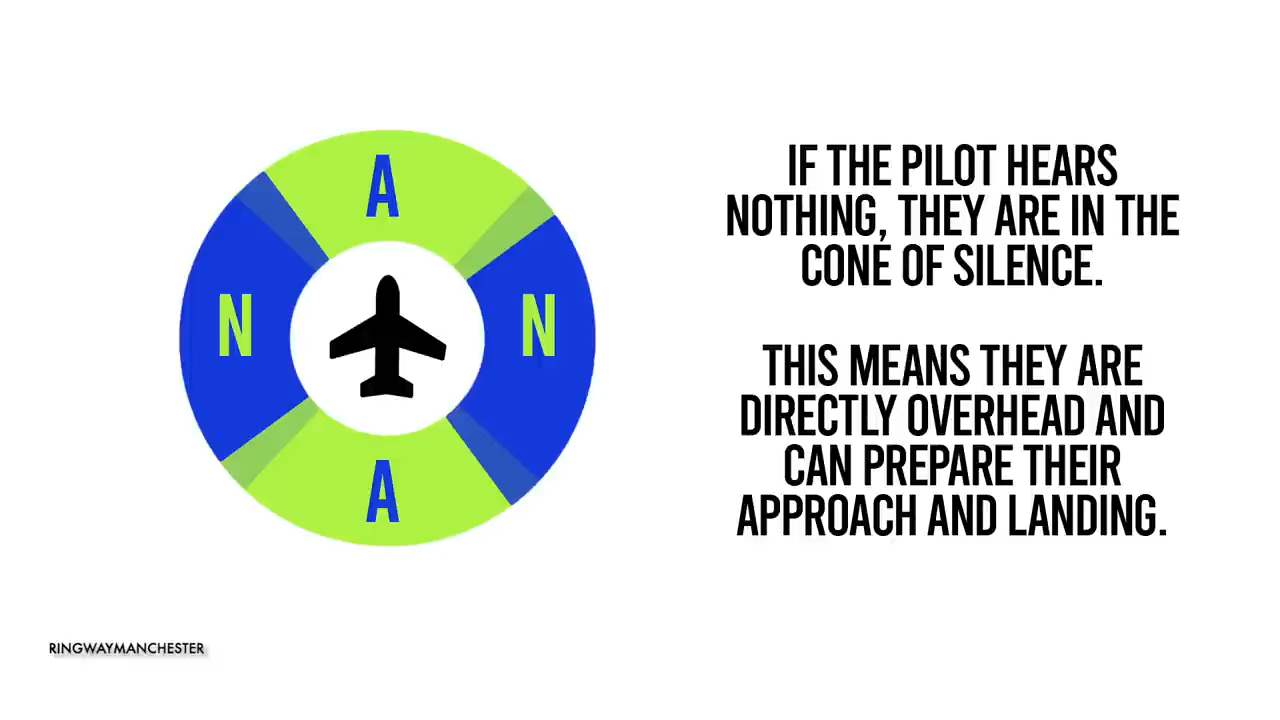 A
N
N
A
IF THE PILOT HEARS
NOTHING, THEY ARE IN THE
CONE OF SILENCE.
THIS MEANS THEY ARE
DIRECTLY OVERHEAD AND
CAN PREPARE THEIR
APPROACH AND LANDING.
RINGWAYMANCHESTER